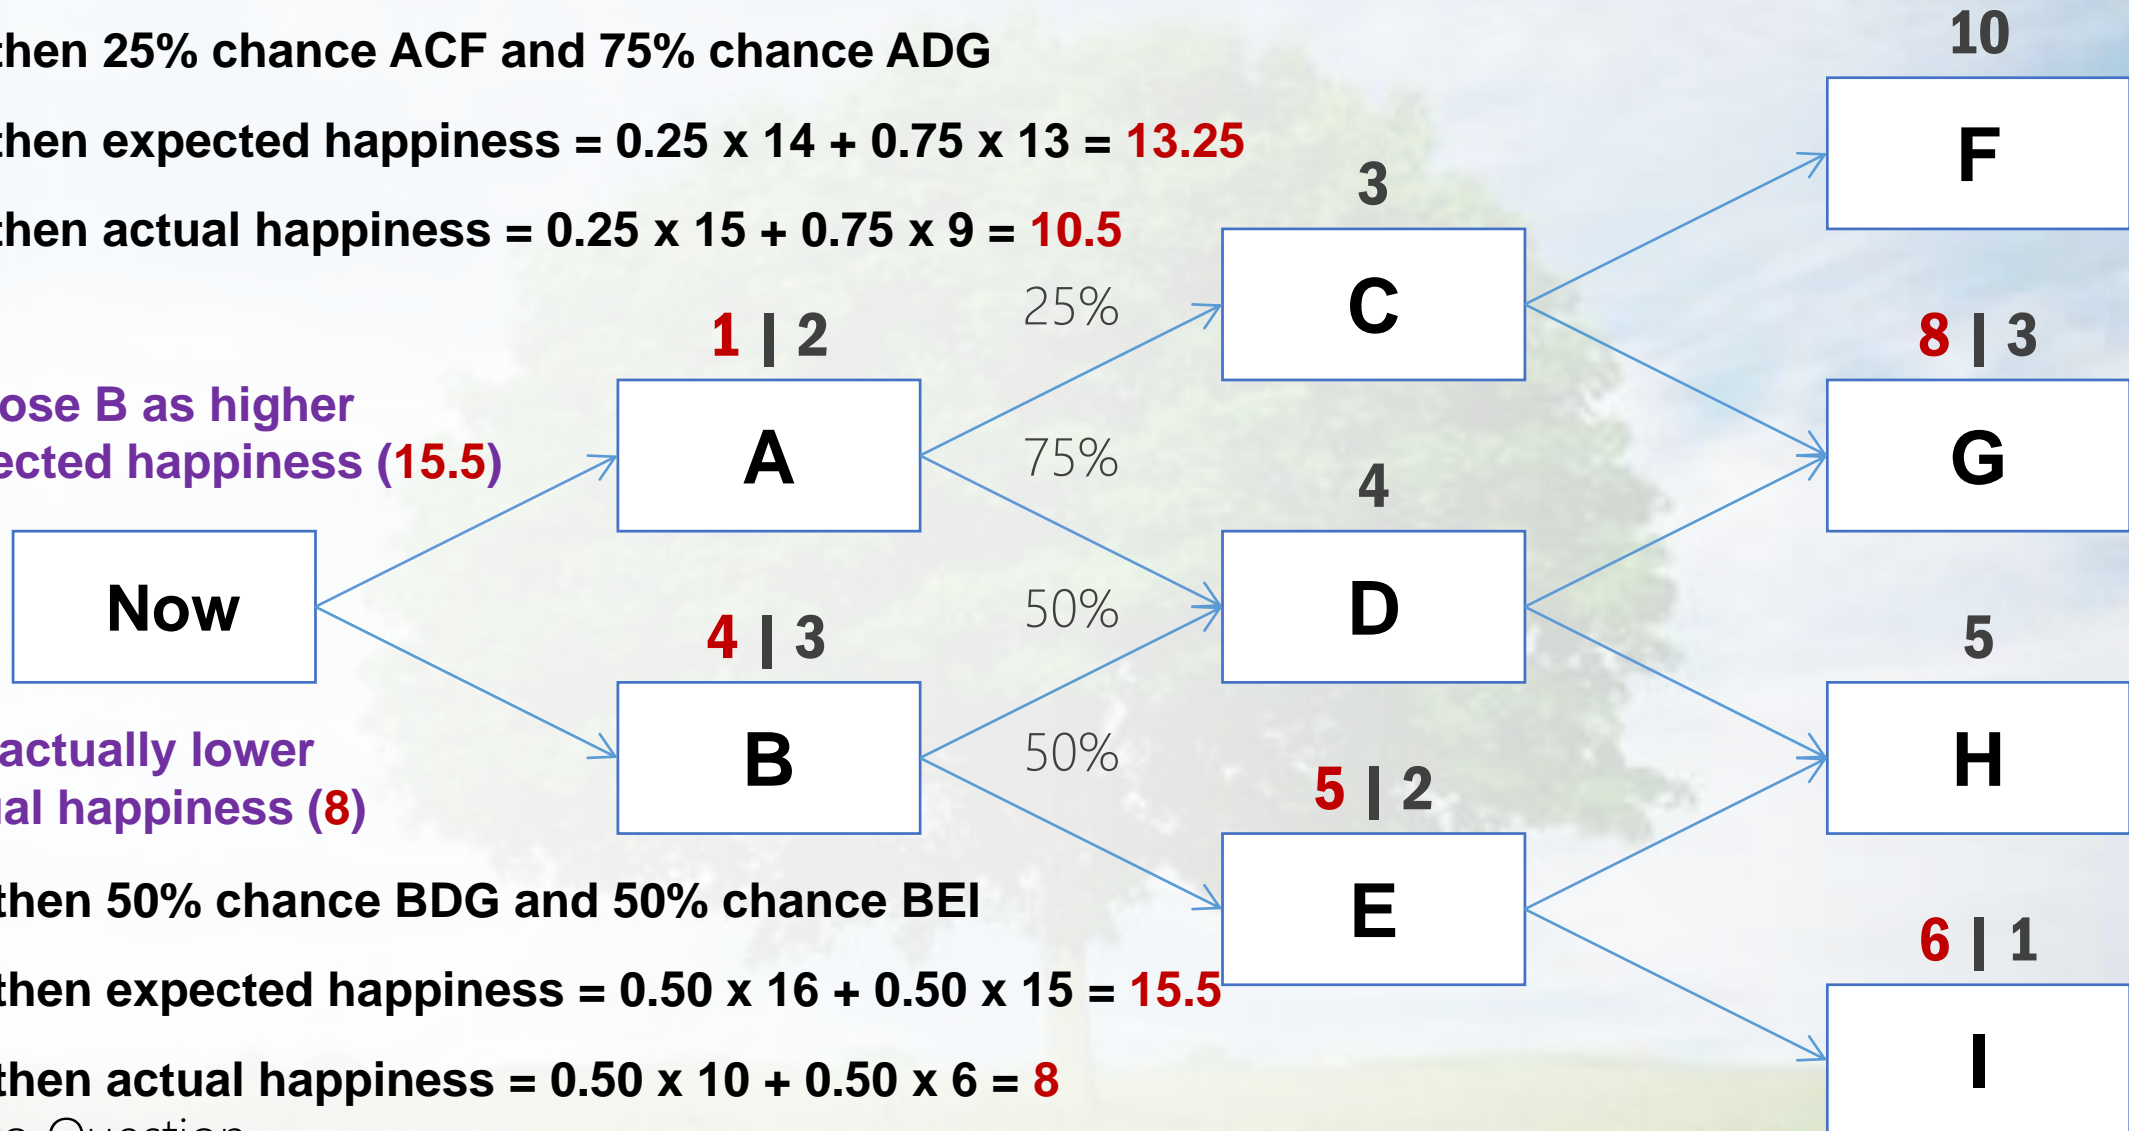 then 25% chance ACF and 75% chance ADG
10
F
then expected happiness = 0.25 x 14 + 0.75 x 13 = 13.25
3
then actual happiness = 0.25 x 15 + 0.75 x 9 = 10.5
25%
C
1 | 2
8 | 3
ose B as higher
ected happiness (15.5)
A
75%
4
G
Now
50%
D
4 | 3
5
actually lower
al happiness (8)
B
50%
5 | 2
H
then 50% chance BDG and 50% chance BEI
E
6 | 1
then expected happiness = 0.50 x 16 + 0.50 x 15 = 15.5
then actual happiness = 0.50 x 10 + 0.50 x 6 = 8
I
Question